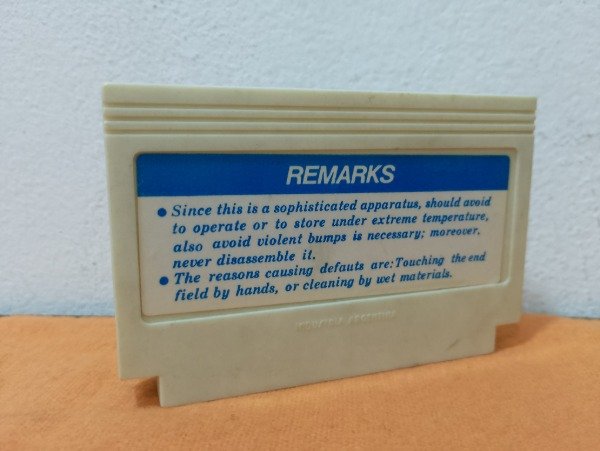 REMARKS
● Since this is a sophisticated apparatus, should avoid
to operate or to store under extreme temperature,
also avoid violent bumps is necessary; moreover,
never disassemble it.
● The reasons causing defauts are: Touching the end
field by hands, or cleaning by wet materials.
INDUSTRIA ARGENTINA